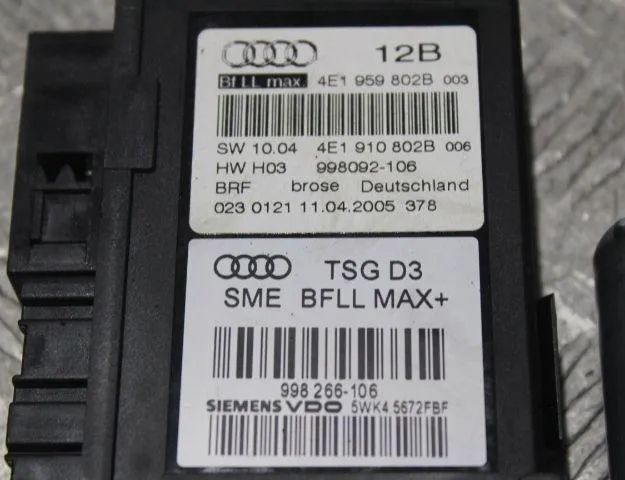 12B
Bf LL max. 4E1 959 802B 003
SW 10.04 4E1 910 802B 006
HW H03 998092-106
BRF brose Deutschland
023 0121 11.04.2005 378
TSG D3
SME BFLL MAX+
998 266-106
SIEMENS VDO 5WK4 5672FBF